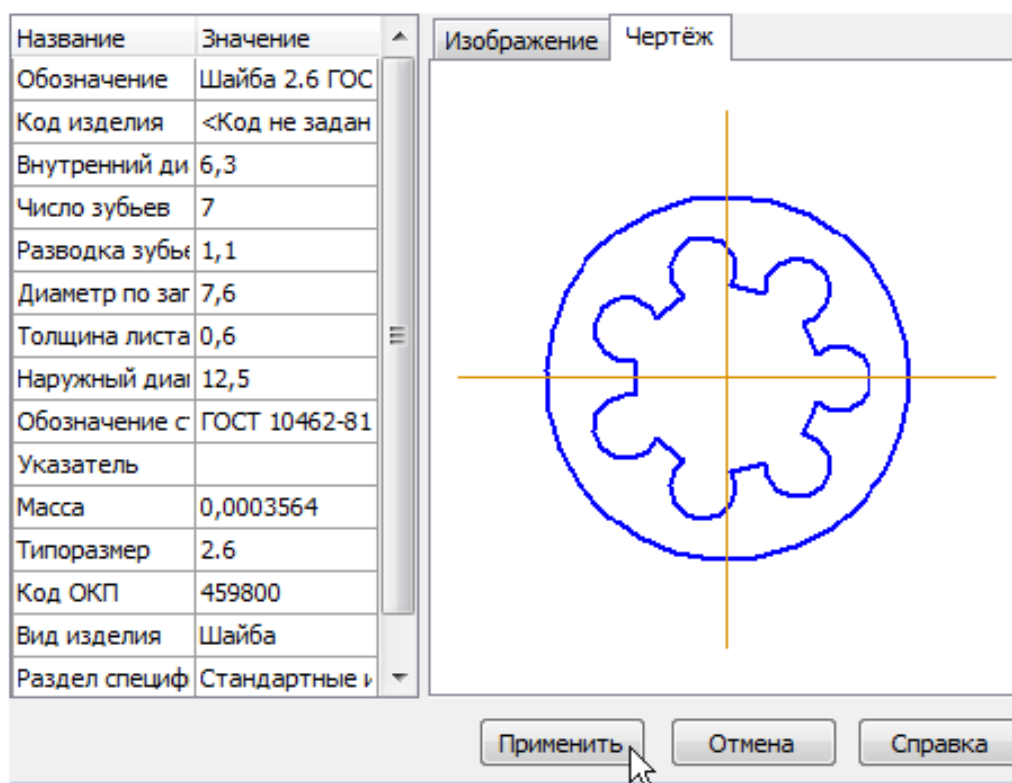 Название Значение
Обозначение Шайба 2.6 ГОС
Код изделия <Код не задан
Внутренний ди 6,3
Число зубьев 7
Разводка зубье 1,1
Диаметр по заг 7,6
Толщина листа 0,6
Наружный диа 12,5
Обозначение с ГОСТ 10462-81
Указатель
Масса 0,0003564
Типоразмер 2.6
Код ОКП 459800
Вид изделия Шайба
Раздел специф Стандартные и
Изображение Чертёж
Применить Отмена Справка